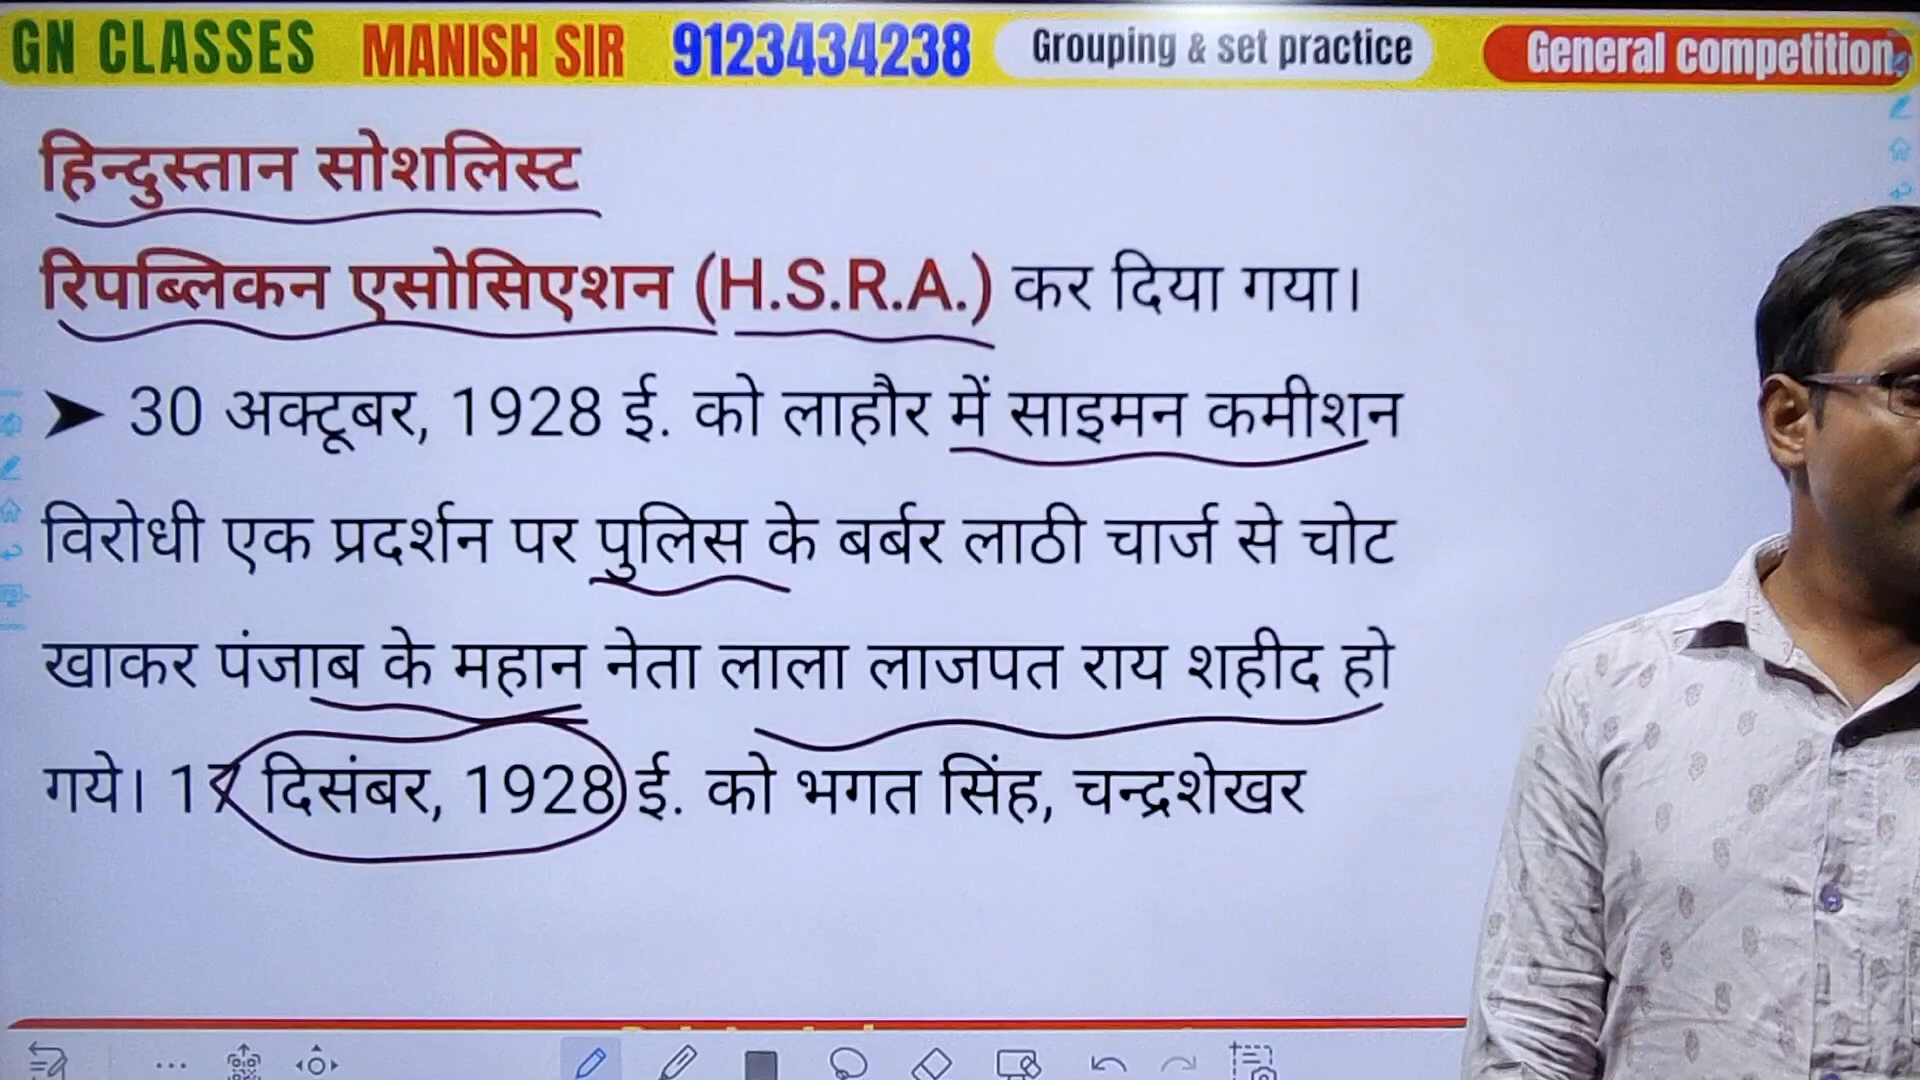 GN CLASSES MANISH SIR 9123434238 Grouping & set practice General competition
हिन्दुस्तान सोशलिस्ट
रिपब्लिकन एसोसिएशन (H.S.R.A.) कर दिया गया।
➤ 30 अक्टूबर, 1928 ई. को लाहौर में साइमन कमीशन
विरोधी एक प्रदर्शन पर पुलिस के बर्बर लाठी चार्ज से चोट
खाकर पंजाब के महान नेता लाला लाजपत राय शहीद हो
गये। 17 दिसंबर, 1928 ई. को भगत सिंह, चन्द्रशेखर